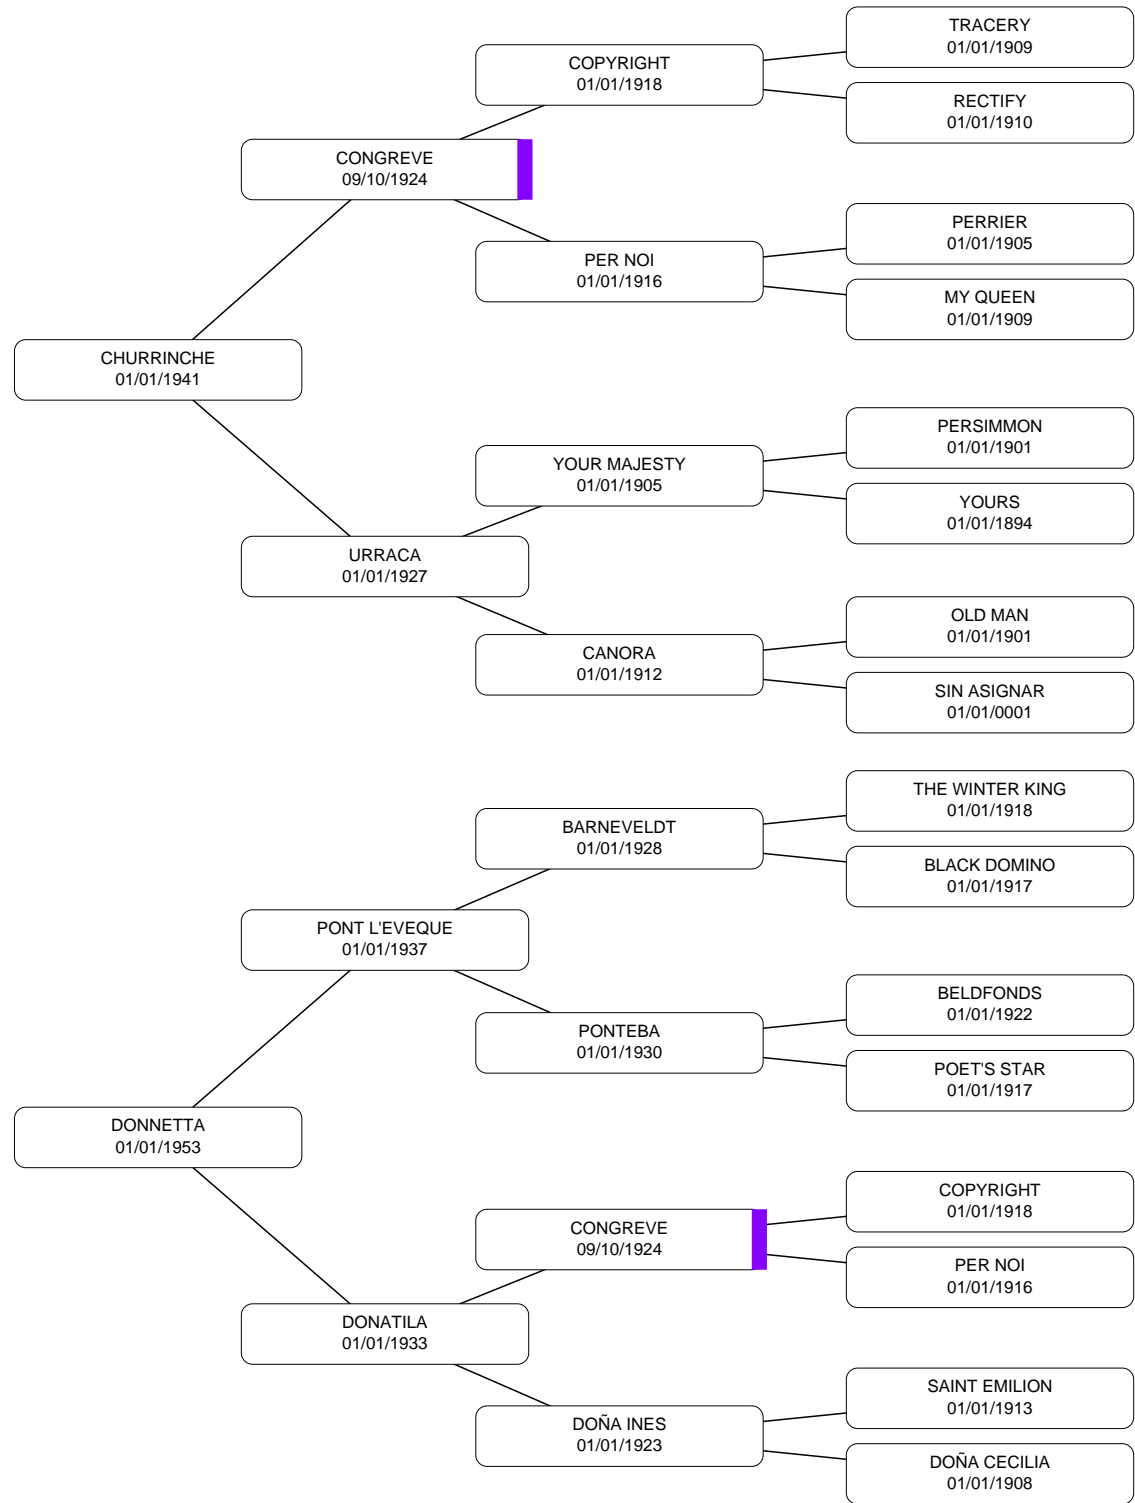 TRACERY
01/01/1909
COPYRIGHT
01/01/1918
RECTIFY
01/01/1910
CONGREVE
09/10/1924
PERRIER
01/01/1905
PER NOI
01/01/1916
MY QUEEN
01/01/1909
CHURRINCHE
01/01/1941
PERSIMMON
01/01/1901
YOUR MAJESTY
01/01/1905
YOURS
01/01/1894
URRACA
01/01/1927
OLD MAN
01/01/1901
CANORA
01/01/1912
SIN ASIGNAR
01/01/0001
THE WINTER KING
01/01/1918
BARNEVELDT
01/01/1928
BLACK DOMINO
01/01/1917
PONT L'EVEQUE
01/01/1937
BELDFONDS
01/01/1922
PONTEBA
01/01/1930
POET'S STAR
01/01/1917
DONNETTA
01/01/1953
COPYRIGHT
01/01/1918
CONGREVE
09/10/1924
PER NOI
01/01/1916
DONATILA
01/01/1933
SAINT EMILION
01/01/1913
DOÑA INES
01/01/1923
DOÑA CECILIA
01/01/1908